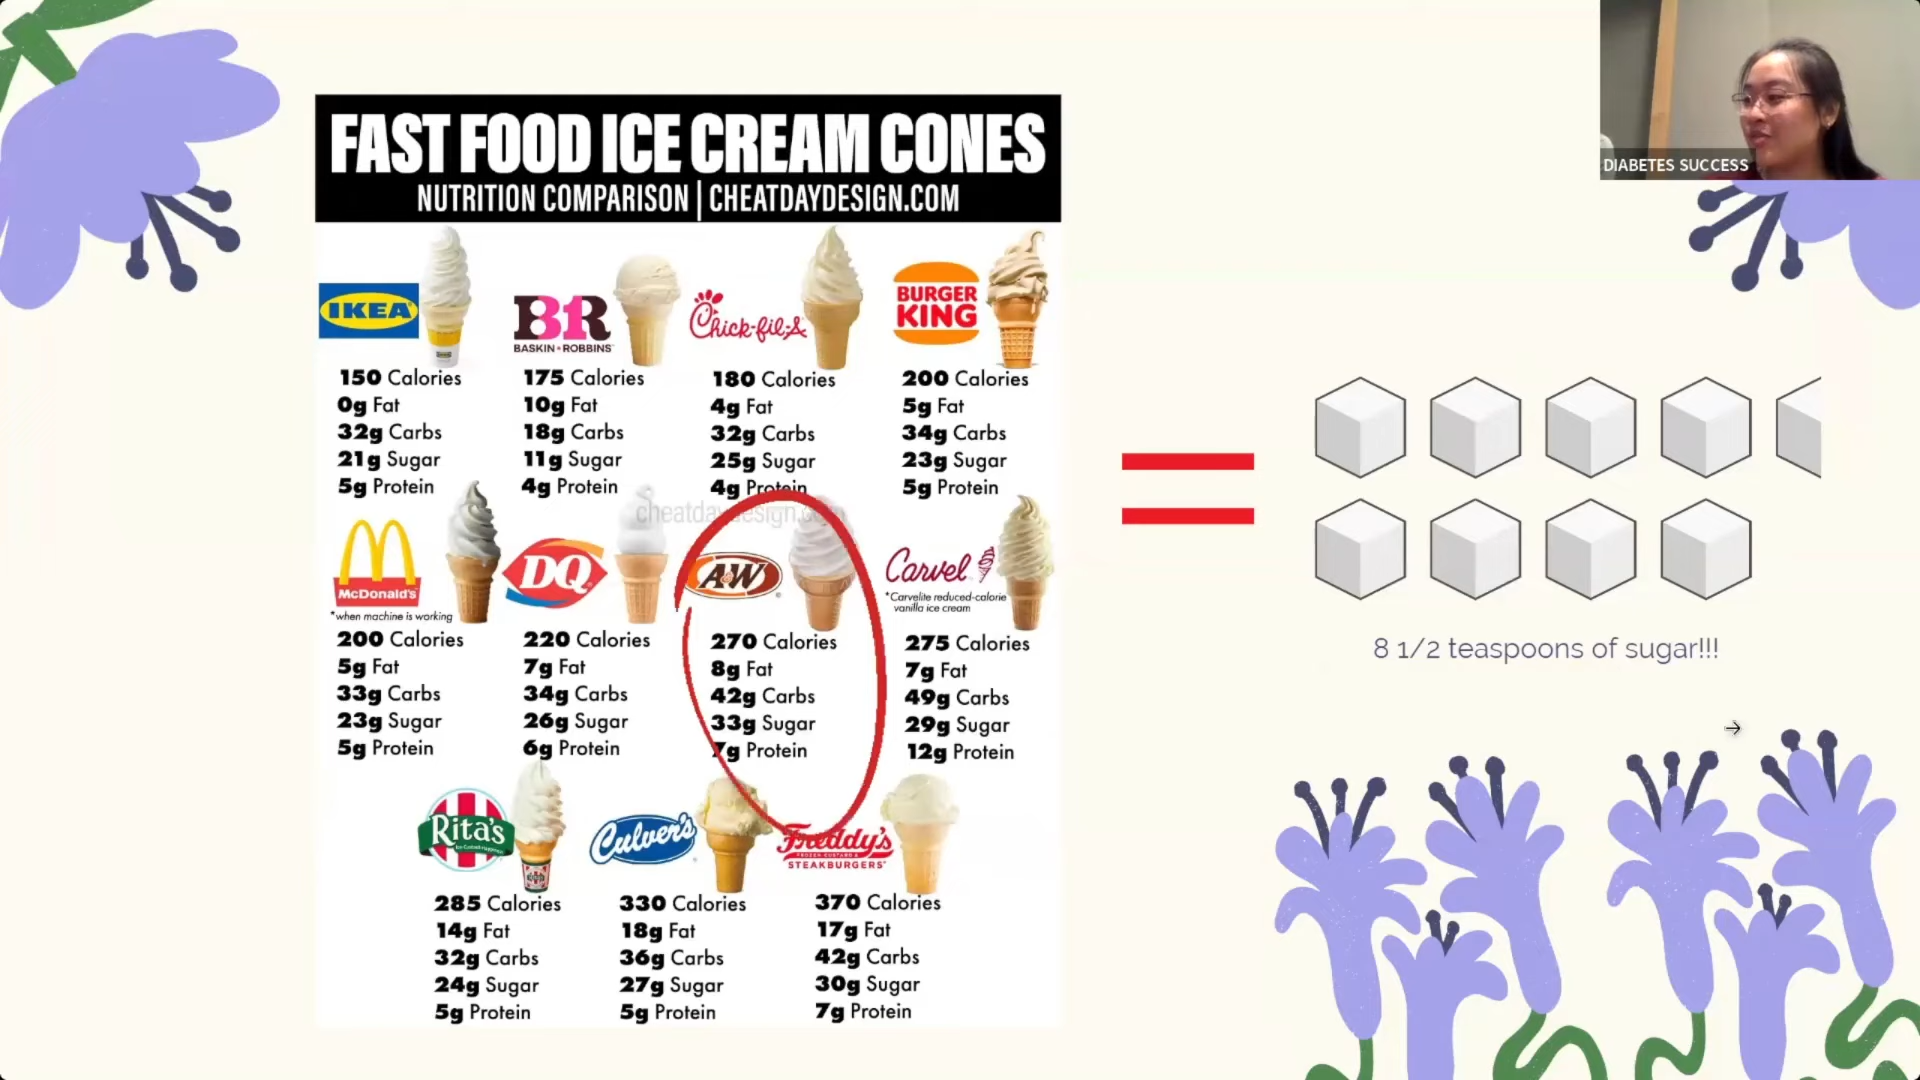 FAST FOOD ICE CREAM CONES
NUTRITION COMPARISON | CHEATDAYDESIGN.COM
DIABETES SUCCESS
IKEA
BR
BASKIN ROBBINS
Chick-fil-A
BURGER
KING
150 Calories
0g Fat
32g Carbs
21g Sugar
5g Protein
175 Calories
10g Fat
18g Carbs
11g Sugar
4g Protein
180 Calories
4g Fat
32g Carbs
25g Sugar
4g Protein
200 Calories
5g Fat
34g Carbs
23g Sugar
5g Protein
cheatdaydesign.com
McDonald's
*when machine is working
DQ
A&W
Carvel
*Carvelite reduced-calorie
vanilla ice cream
200 Calories
5g Fat
33g Carbs
23g Sugar
5g Protein
220 Calories
7g Fat
34g Carbs
26g Sugar
6g Protein
270 Calories
8g Fat
42g Carbs
33g Sugar
7g Protein
275 Calories
7g Fat
49g Carbs
29g Sugar
12g Protein
Rita's
Culver's
Freddy's
FROZEN CUSTARD &
STEAKBURGERS
285 Calories
14g Fat
32g Carbs
24g Sugar
5g Protein
330 Calories
18g Fat
36g Carbs
27g Sugar
5g Protein
370 Calories
17g Fat
42g Carbs
30g Sugar
7g Protein
8 1/2 teaspoons of sugar!!!